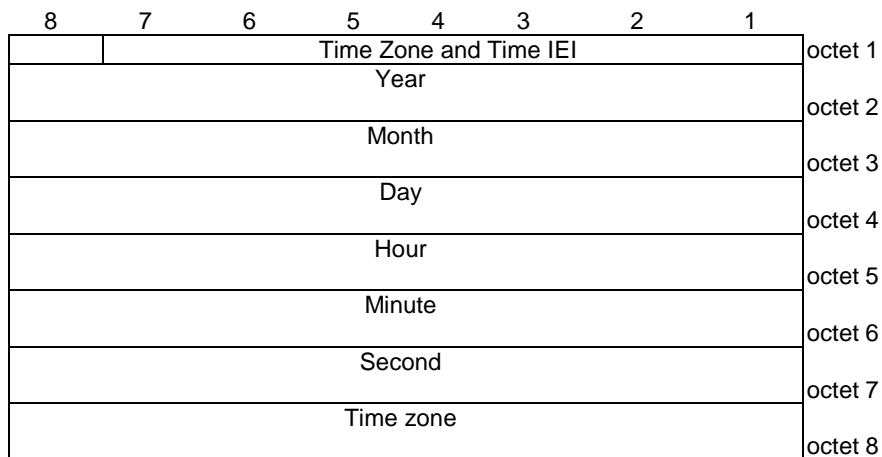 8 7 6 5 4 3 2 1
Time Zone and Time IEI octet 1
Year
octet 2
Month
octet 3
Day
octet 4
Hour
octet 5
Minute
octet 6
Second
octet 7
Time zone
octet 8